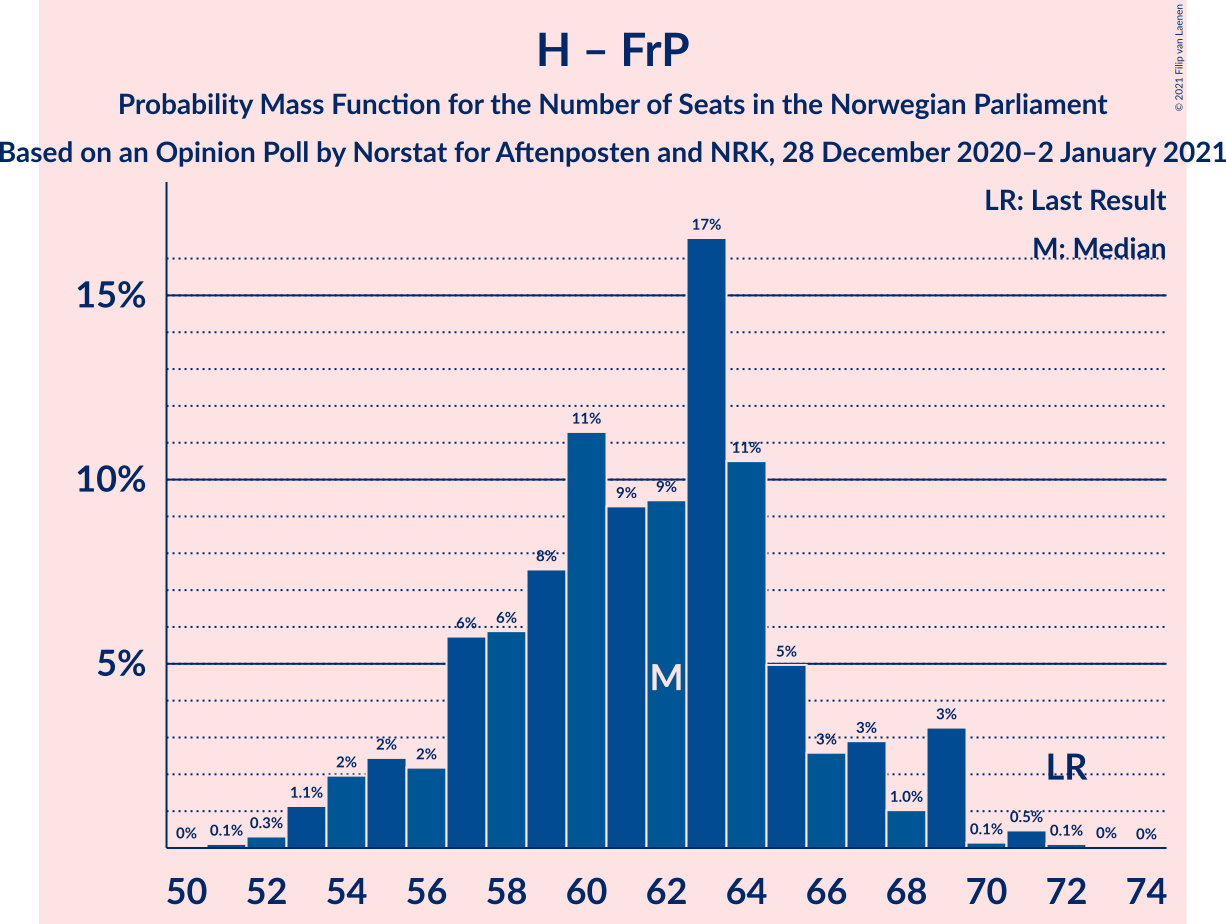 H – FrP
© 2021 Filip van Laenen
Probability Mass Function for the Number of Seats in the Norwegian Parliament
Based on an Opinion Poll by Norstat for Aftenposten and NRK, 28 December 2020–2 January 2021
LR: Last Result
M: Median
15%
10%
5%
0% 0.1% 0.3% 1.1% 2% 2% 2% 6% 6% 8% 11% 9% 9% 17% 11% 5% 3% 3% 1.0% 3% 0.1% 0.5% 0.1% 0% 0%
M
LR
50 52 54 56 58 60 62 64 66 68 70 72 74